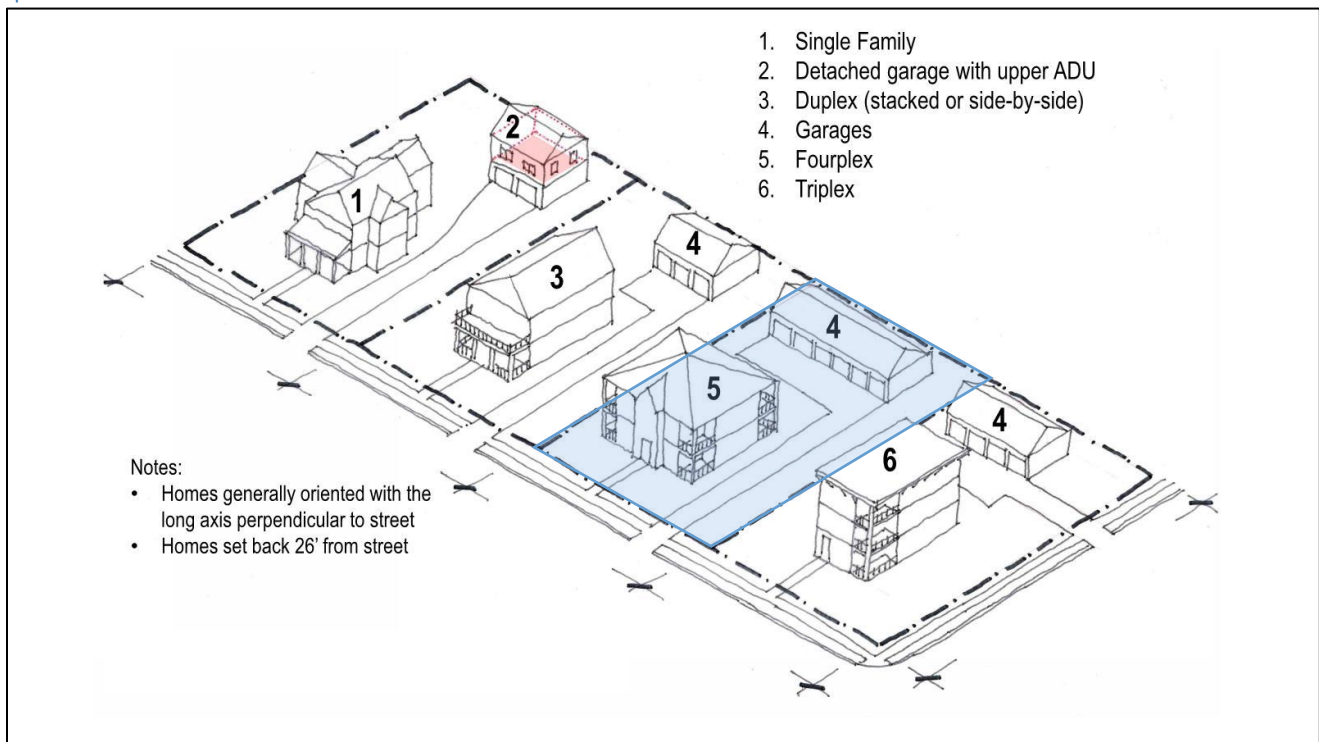 1. Single Family
2. Detached garage with upper ADU
3. Duplex (stacked or side-by-side)
4. Garages
5. Fourplex
6. Triplex
2
1
4
3
4
5
4
6
Notes:
• Homes generally oriented with the
long axis perpendicular to street
• Homes set back 26’ from street